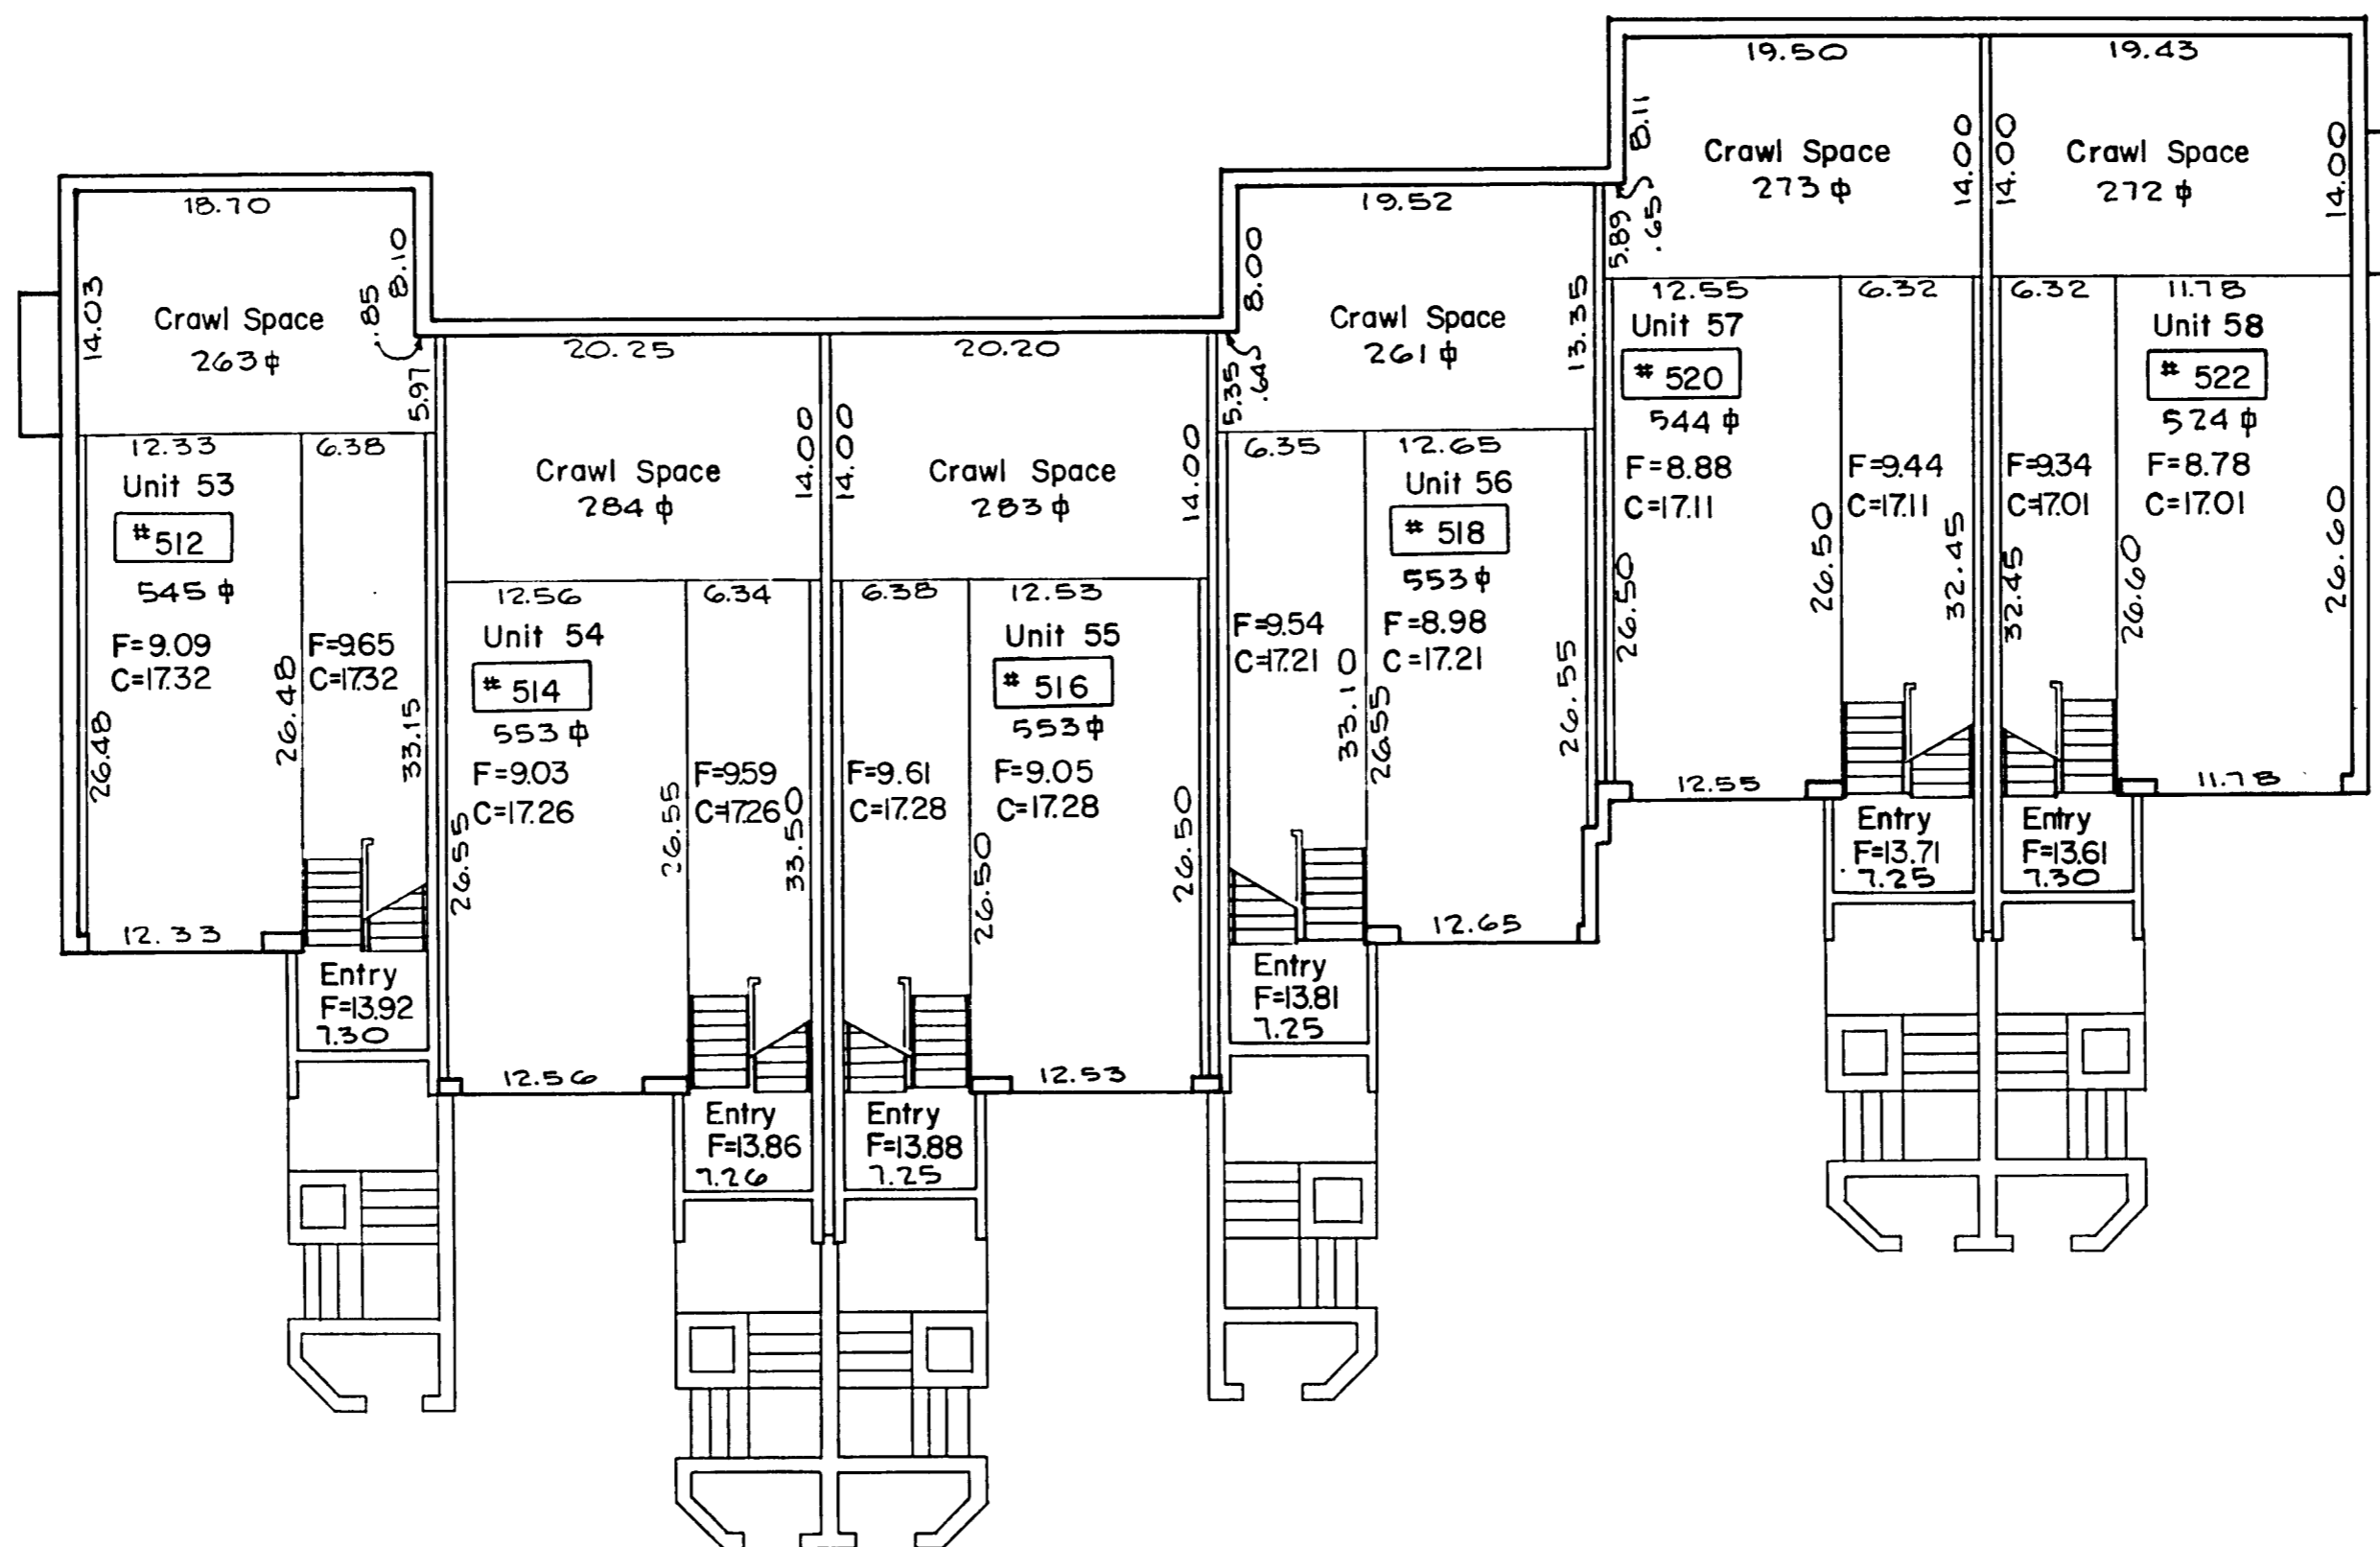 18.70
14.03
8.10
.85
Crawl Space
263 ⏀
5.97
12.33
6.38
Unit 53
# 512
545 ⏀
F=9.09
C=17.32
F=9.65
C=17.32
26.48
26.48
33.15
12.33
Entry
F=13.92
7.30
20.25
Crawl Space
284 ⏀
14.00
12.56
6.34
Unit 54
# 514
553 ⏀
F=9.03
C=17.26
F=9.59
C=17.26
26.55
26.55
33.50
12.56
Entry
F=13.86
7.26
20.20
14.00
Crawl Space
283 ⏀
14.00
6.38
12.53
Unit 55
# 516
553 ⏀
F=9.61
C=17.28
F=9.05
C=17.28
26.50
26.50
12.53
Entry
F=13.88
7.25
19.52
8.00
.64
5.35
Crawl Space
261 ⏀
13.35
6.35
12.65
Unit 56
# 518
553 ⏀
F=9.54
C=17.21
F=8.98
C=17.21
33.10
26.55
26.55
12.65
Entry
F=13.81
7.25
19.50
8.11
.65
5.89
Crawl Space
273 ⏀
14.00
12.55
6.32
Unit 57
# 520
544 ⏀
F=8.88
C=17.11
F=9.44
C=17.11
26.50
26.50
32.45
12.55
Entry
F=13.71
7.25
19.43
14.00
Crawl Space
272 ⏀
14.00
6.32
11.78
Unit 58
# 522
524 ⏀
F=9.34
C=17.01
F=8.78
C=17.01
32.45
26.60
26.60
11.78
Entry
F=13.61
7.30